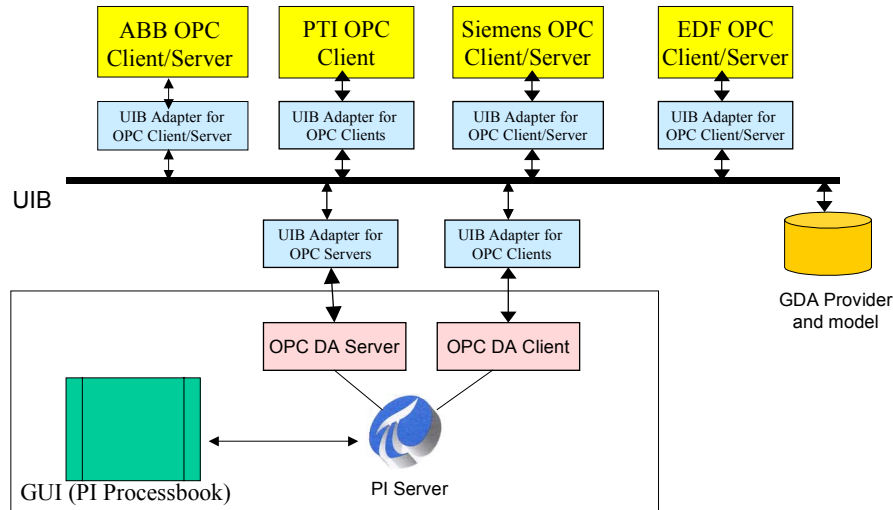 ABB OPC
Client/Server
PTI OPC
Client
Siemens OPC
Client/Server
EDF OPC
Client/Server
UIB Adapter for
OPC Client/Server
UIB Adapter for
OPC Clients
UIB Adapter for
OPC Client/Server
UIB Adapter for
OPC Client/Server
UIB
UIB Adapter for
OPC Servers
UIB Adapter for
OPC Clients
GDA Provider
and model
OPC DA Server
OPC DA Client
GUI (PI Processbook)
PI Server